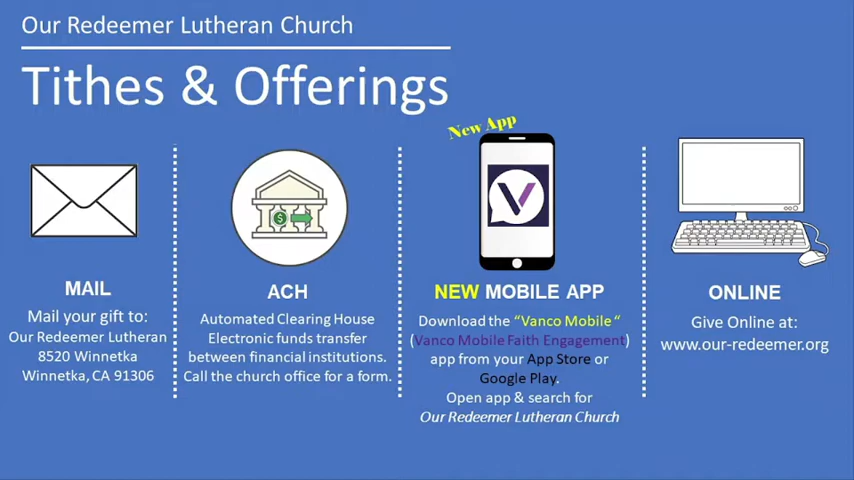 Our Redeemer Lutheran Church
Tithes & Offerings
MAIL
Mail your gift to:
Our Redeemer Lutheran
8520 Winnetka
Winnetka, CA 91306
$
ACH
Automated Clearing House
Electronic funds transfer
between financial institutions.
Call the church office for a form.
New App
V
NEW MOBILE APP
Download the “Vanco Mobile “
(Vanco Mobile Faith Engagement)
app from your App Store or
Google Play.
Open app & search for
Our Redeemer Lutheran Church
ONLINE
Give Online at:
www.our-redeemer.org